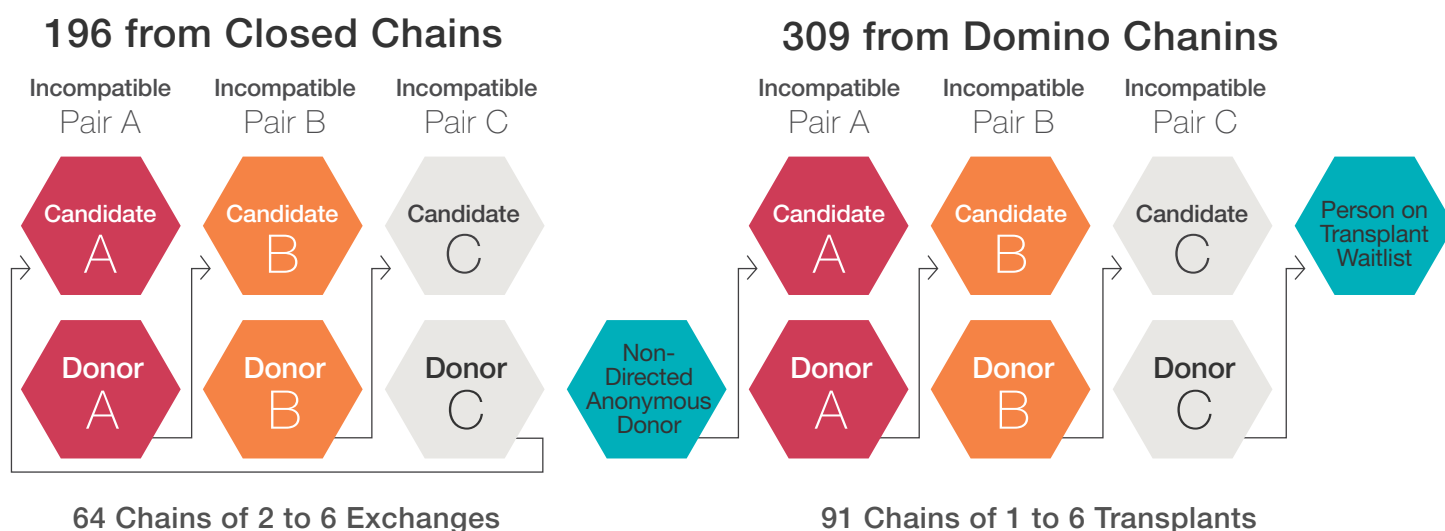 196 from Closed Chains
Incompatible
Pair A
Incompatible
Pair B
Incompatible
Pair C
Candidate
A
Candidate
B
Candidate
C
Donor
A
Donor
B
Donor
C
64 Chains of 2 to 6 Exchanges
309 from Domino Chanins
Incompatible
Pair A
Incompatible
Pair B
Incompatible
Pair C
Candidate
A
Candidate
B
Candidate
C
Person on
Transplant
Waitlist
Non-
Directed
Anonymous
Donor
Donor
A
Donor
B
Donor
C
91 Chains of 1 to 6 Transplants